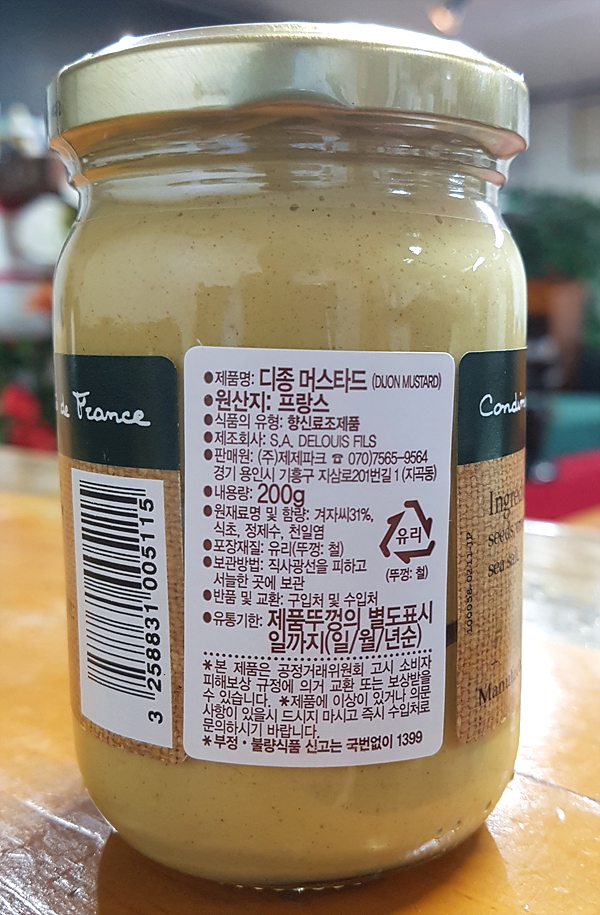 de France
3 258831 005115
●제품명: 디종 머스타드 (DIJON MUSTARD)
●원산지: 프랑스
●식품의 유형: 향신료조제품
●제조회사: S.A. DELOUIS FILS
●판매원: (주)제제파크 ☎ 070)7565-9564
경기 용인시 기흥구 지삼로201번길 1 (지곡동)
●내용량: 200g
●원재료명 및 함량: 겨자씨31%,
식초, 정제수, 천일염
●포장재질: 유리(뚜껑: 철)
●보관방법: 직사광선을 피하고
서늘한 곳에 보관
유리
(뚜껑: 철)
●반품 및 교환: 구입처 및 수입처
●유통기한: 제품뚜껑의 별도표시
일까지(일/월/년순)
*본 제품은 공정거래위원회 고시 소비자
피해보상 규정에 의거 교환 또는 보상받을
수 있습니다. *제품에 이상이 있거나 의문
사항이 있을시 드시지 마시고 즉시 수입처로
문의하시기 바랍니다.
*부정·불량식품 신고는 국번없이 1399